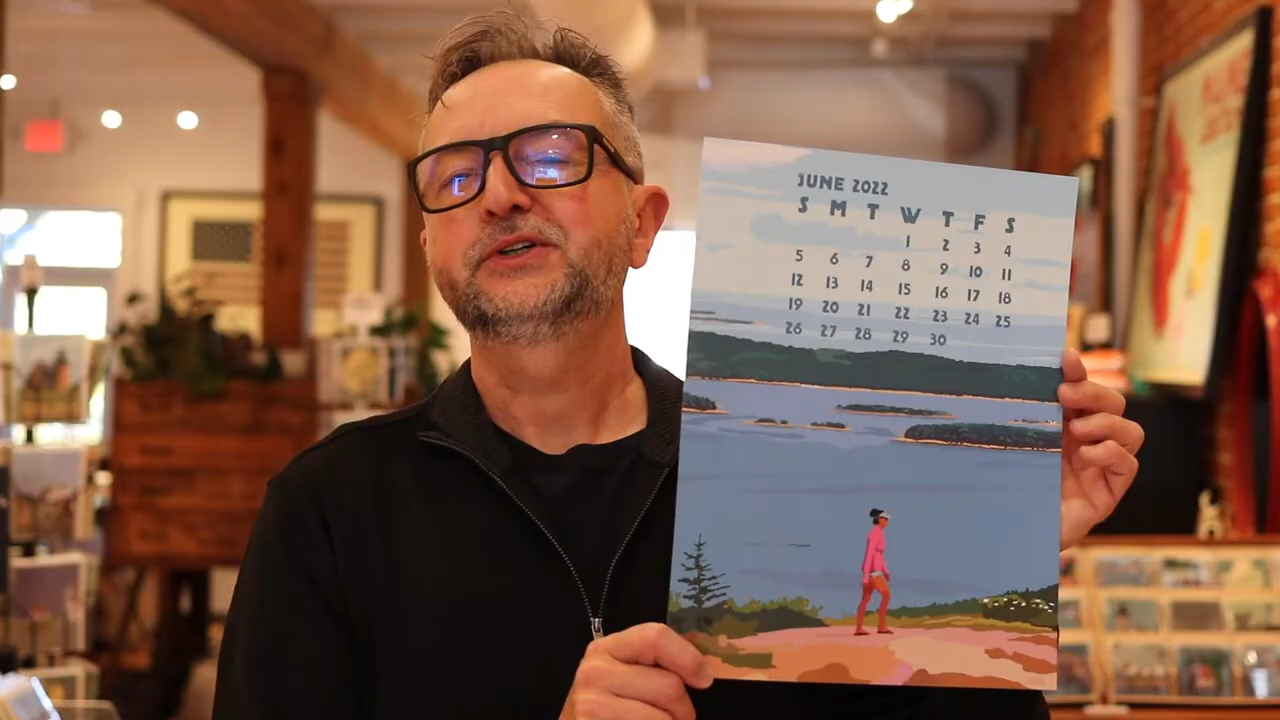 JUNE 2022
S M T W T F S
1 2 3 4
5 6 7 8 9 10 11
12 13 14 15 16 17 18
19 20 21 22 23 24 25
26 27 28 29 30